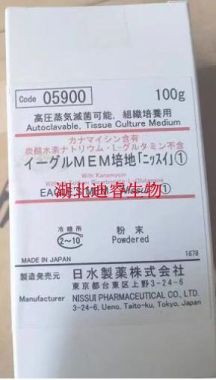 Code 05900 100g
高圧蒸気滅菌可能、組織培養用
Autoclavable, Tissue Culture Medium
カナマイシン含有
炭酸水素ナトリウム・L-グルタミン不含
イーグルMEM培地「ニッスイ」①
With Kanamycin
EAG
湖北迪睿生物
冷暗所
2~10°
粉末
Powdered
MADE IN JAPAN 1678
製造発売元 日水製薬株式会社
東京都台東区上野3-24-6
Manufacturer NISSUI PHARMACEUTICAL CO., LTD.
3-24-6, Ueno, Taito-ku, Tokyo, Japan